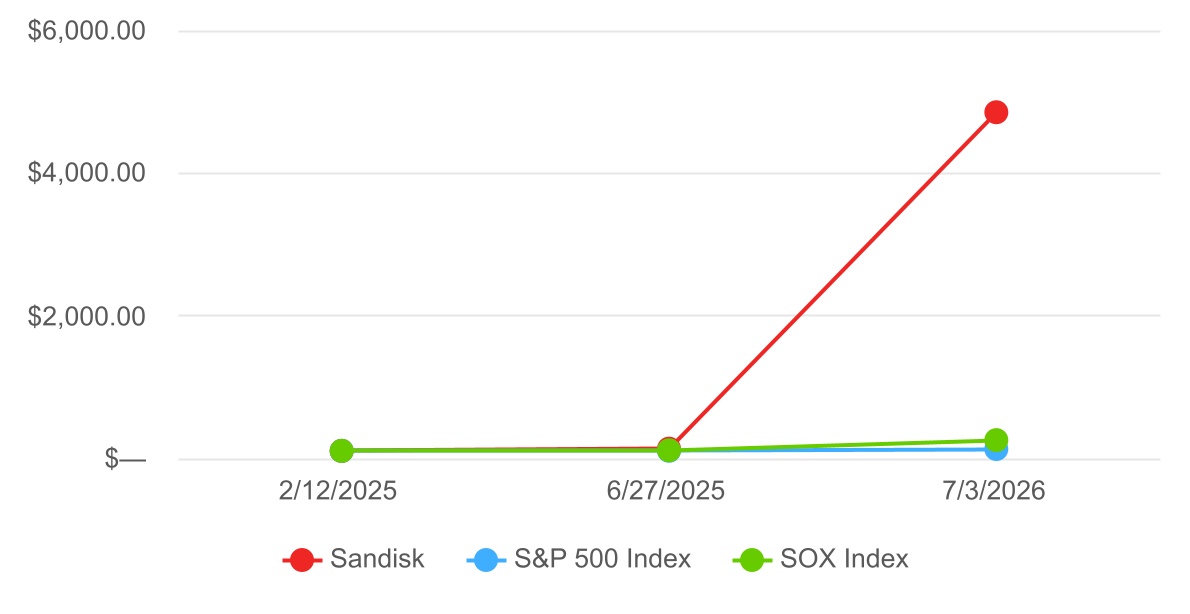 $6,000.00
$4,000.00
$2,000.00
$—
2/12/2025 6/27/2025 7/3/2026
Sandisk S&P 500 Index SOX Index